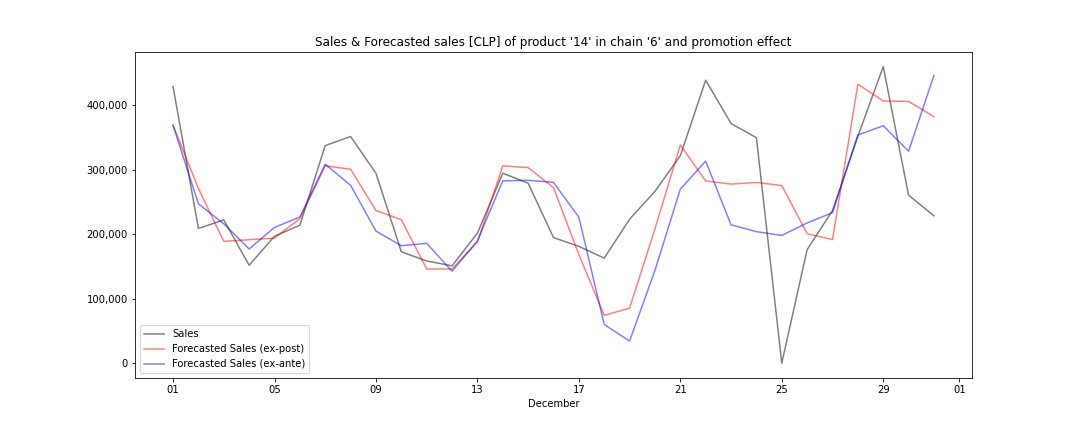 Sales & Forecasted sales [CLP] of product '14' in chain '6' and promotion effect
400,000
300,000
200,000
100,000
0
Sales
Forecasted Sales (ex-post)
Forecasted Sales (ex-ante)
01 05 09 13 17 21 25 29 01
December